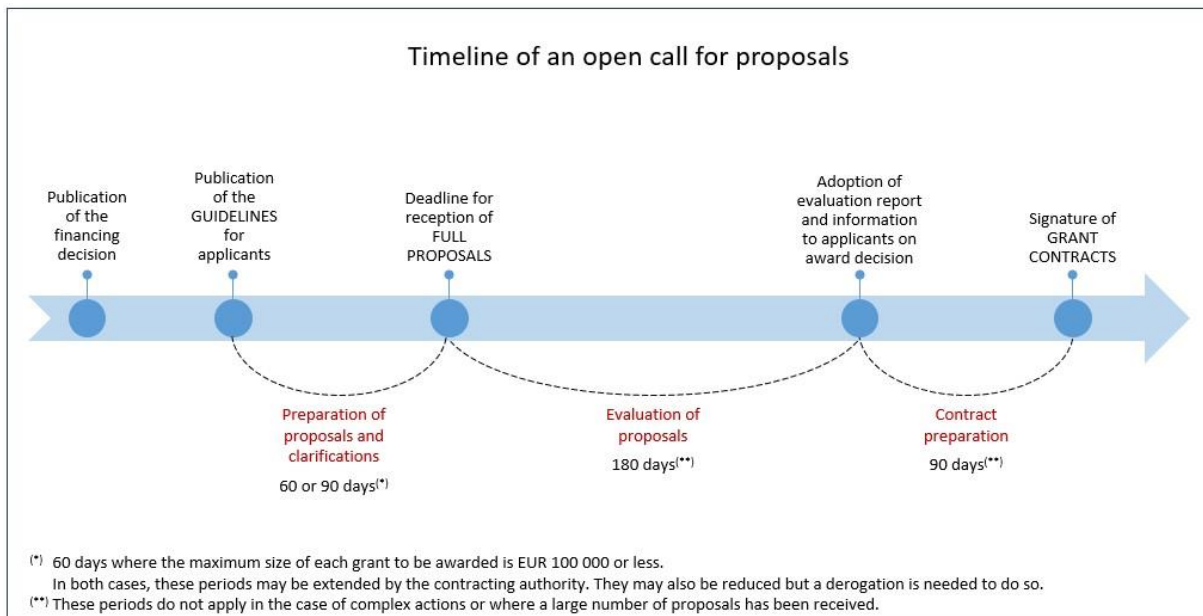 Timeline of an open call for proposals
Publication
of the
financing
decision
Publication
of the
GUIDELINES
for
applicants
Deadline for
reception of
FULL
PROPOSALS
Adoption of
evaluation report
and information
to applicants on
award decision
Signature of
GRANT
CONTRACTS
Preparation of
proposals and
clarifications
60 or 90 days(*)
Evaluation of
proposals
180 days(**)
Contract
preparation
90 days(**)
(*) 60 days where the maximum size of each grant to be awarded is EUR 100 000 or less.
In both cases, these periods may be extended by the contracting authority. They may also be reduced but a derogation is needed to do so.
(**) These periods do not apply in the case of complex actions or where a large number of proposals has been received.